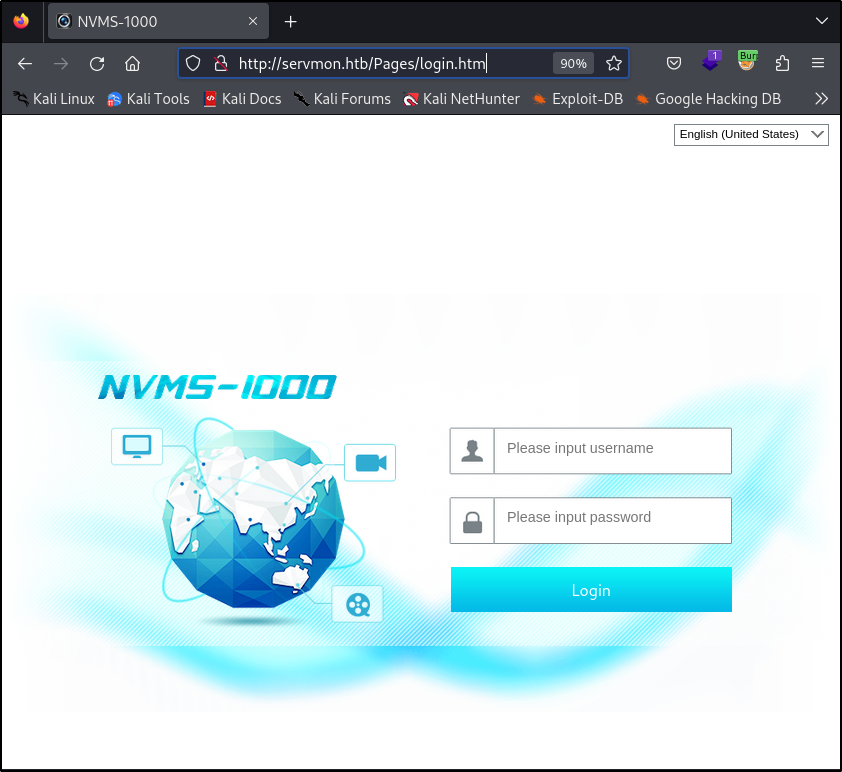 NVMS-1000
http://servmon.htb/Pages/login.htm 90% 1 Bur
Kali Linux Kali Tools Kali Docs Kali Forums Kali NetHunter Exploit-DB Google Hacking DB
English (United States)
NVMS-1000
Please input username
Please input password
Login